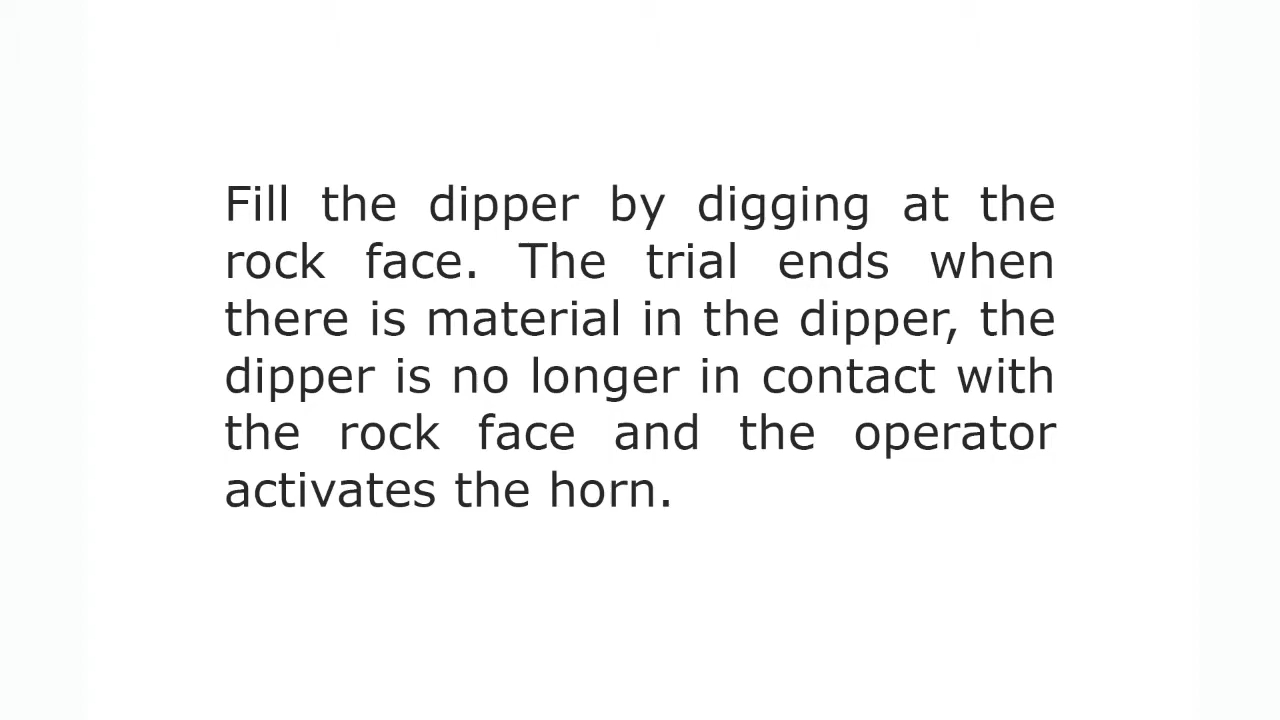 Fill the dipper by digging at the
rock face. The trial ends when
there is material in the dipper, the
dipper is no longer in contact with
the rock face and the operator
activates the horn.